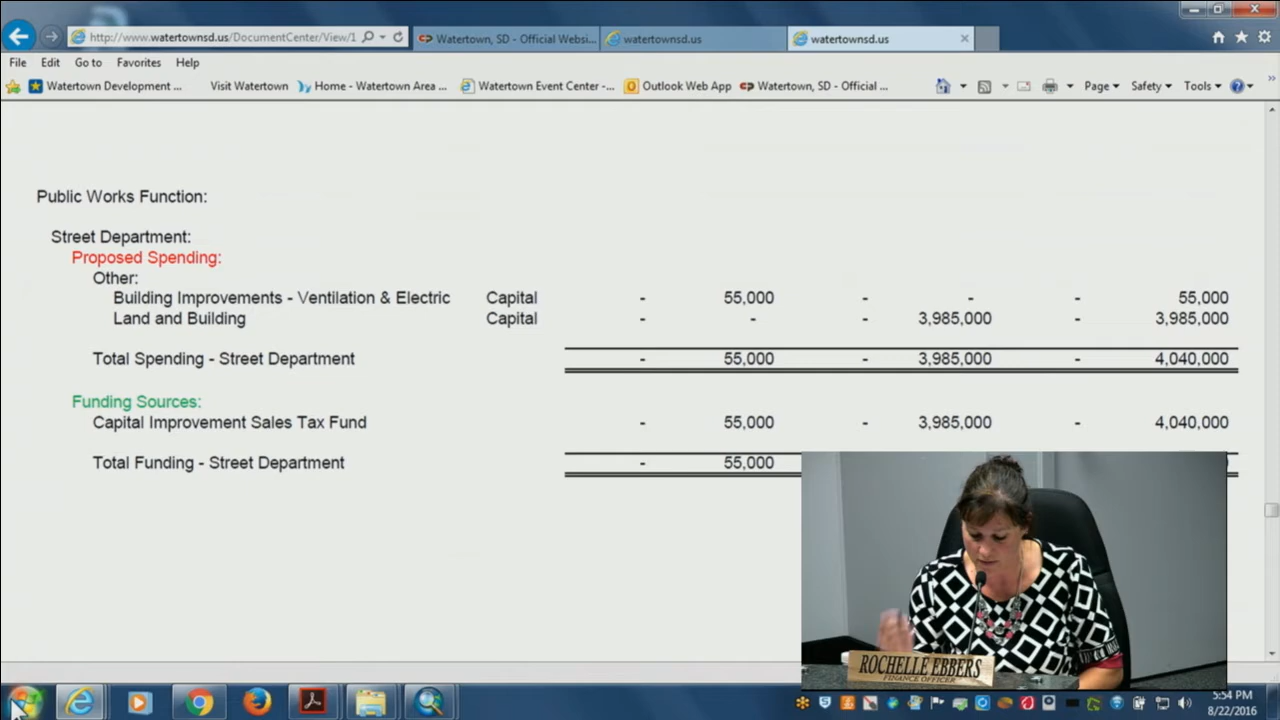 http://www.watertownsd.us/DocumentCenter/View/1
Watertown, SD - Official Websi...
watertownsd.us
watertownsd.us
File Edit Go to Favorites Help
Watertown Development ... Visit Watertown Home - Watertown Area ... Watertown Event Center -... Outlook Web App Watertown, SD - Official ... Page Safety Tools
Public Works Function:
Street Department:
Proposed Spending:
Other:
Building Improvements - Ventilation & Electric Capital - 55,000 - - - 55,000
Land and Building Capital - - - 3,985,000 - 3,985,000
Total Spending - Street Department - 55,000 - 3,985,000 - 4,040,000
Funding Sources:
Capital Improvement Sales Tax Fund - 55,000 - 3,985,000 - 4,040,000
Total Funding - Street Department - 55,000
ROCHELLE EBBERS
FINANCE OFFICER
5:54 PM
8/22/2016